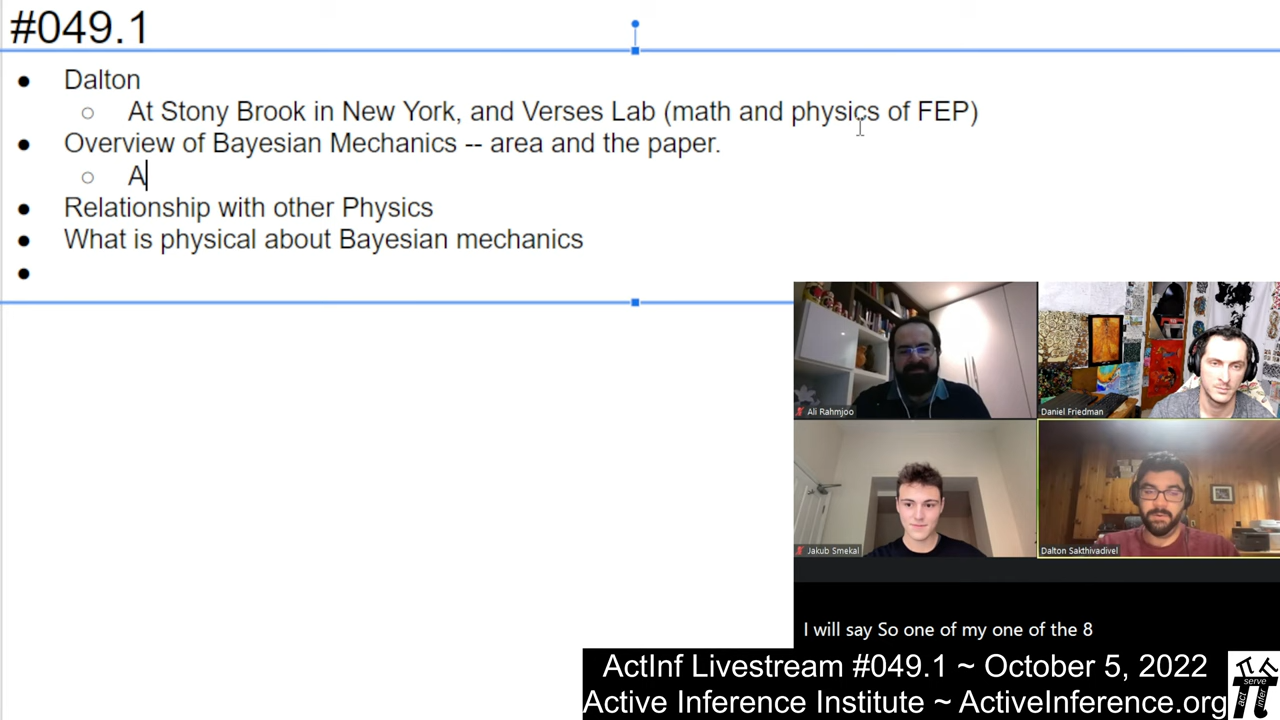 #049.1
● Dalton
○ At Stony Brook in New York, and Verses Lab (math and physics of FEP)
● Overview of Bayesian Mechanics -- area and the paper.
○ A
● Relationship with other Physics
● What is physical about Bayesian mechanics
●
Ali Rahmjoo
Daniel Friedman
Jakub Smekal
Dalton Sakthivadivel
I will say So one of my one of the 8
ActInf Livestream #049.1 ~ October 5, 2022
Active Inference Institute ~ ActiveInference.org
serve
act
infer